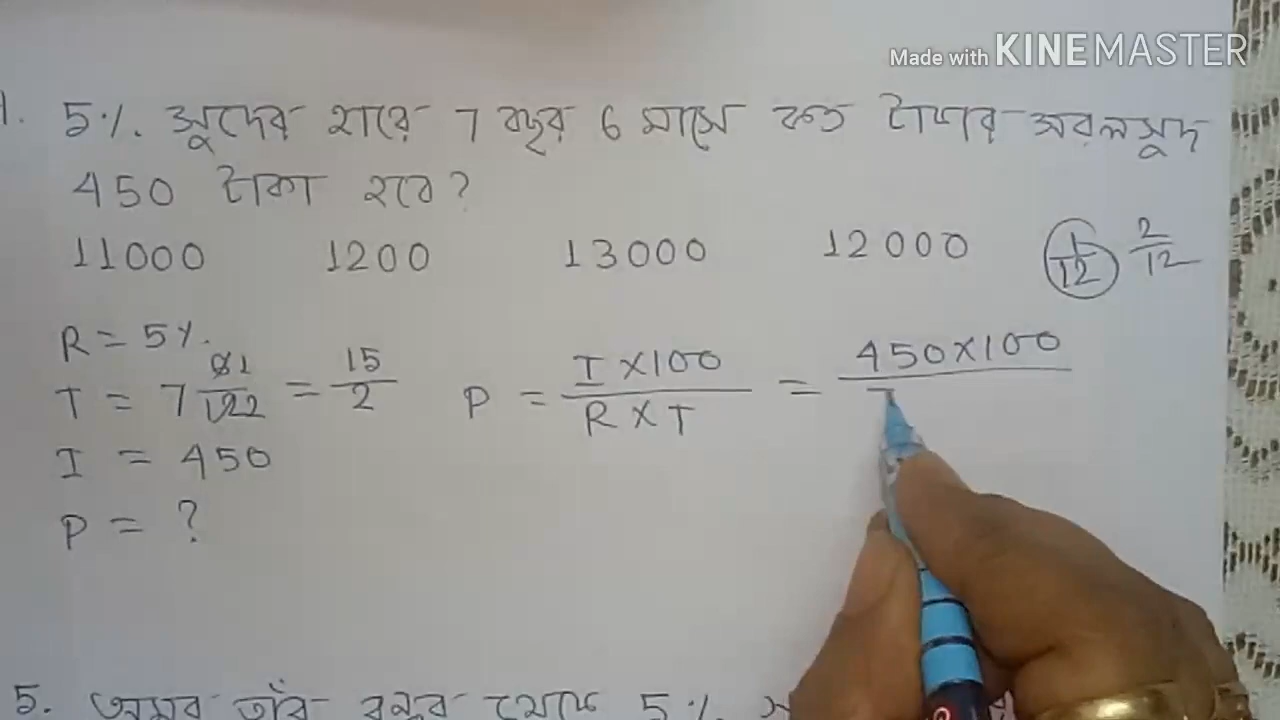 Made with KINEMASTER
5%. সুদের হারে 7 বছর 6 মাসে কত টাকার সরলসুদ
450 টাকা হবে?
11000 1200 13000 12000 1/12 2/12
R = 5%.
T = 7 6 1/12 2 = 15/2
I = 450
P = ?
P = I×100/R×T = 450×100
5. তাঁর বন্ধুর 5%.